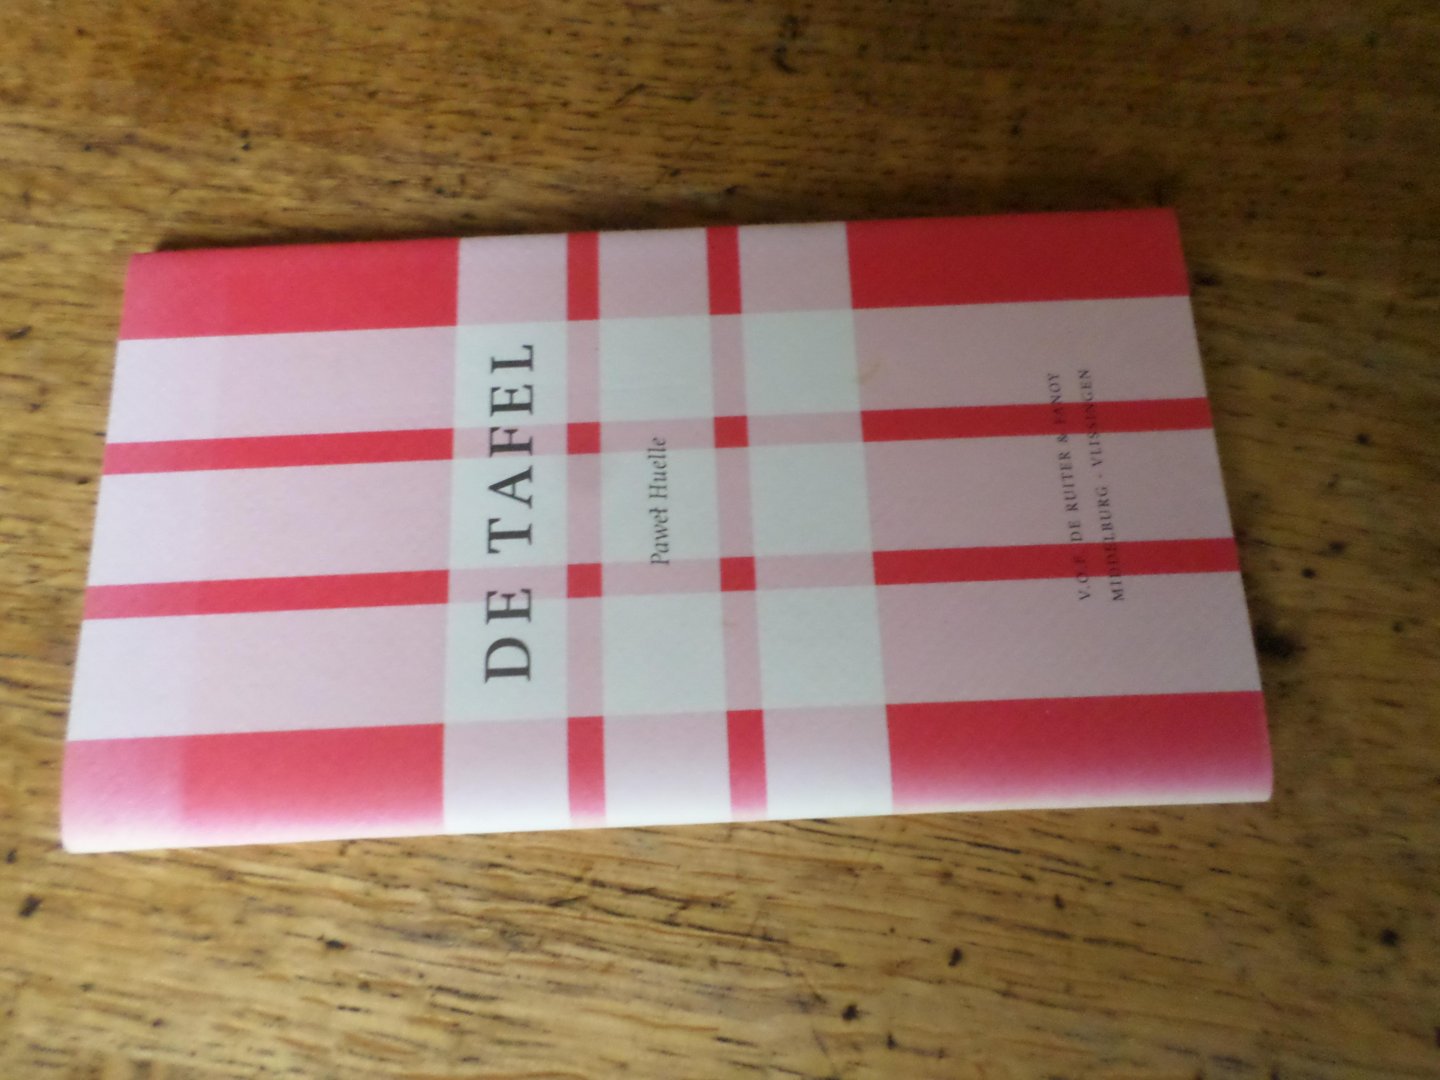 DE TAFEL
Paweł Huelle
V.O.F. DE RUITER & FANOY
MIDDELBURG · VLISSINGEN